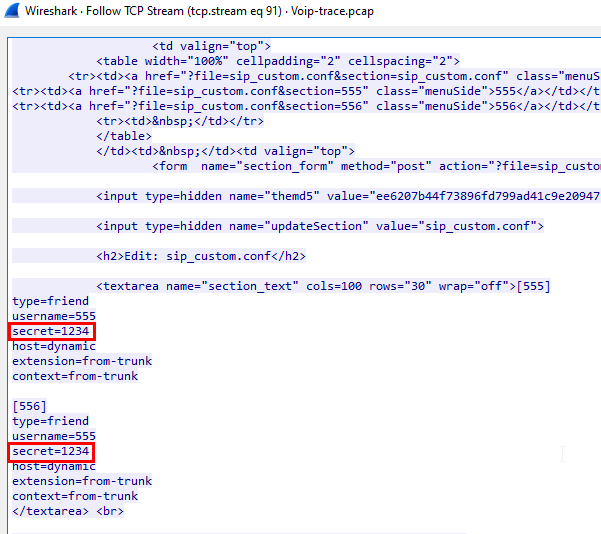 Wireshark · Follow TCP Stream (tcp.stream eq 91) · Voip-trace.pcap
<td valign="top">
<table width="100%" cellpadding="2" cellspacing="2">
<tr><td><a href="?file=sip_custom.conf&section=sip_custom.conf" class="menuS
<tr><td><a href="?file=sip_custom.conf&section=555" class="menuSide">555</a></td></t
<tr><td><a href="?file=sip_custom.conf&section=556" class="menuSide">556</a></td></t
<tr><td>&nbsp;</td></tr>
</table>
</td><td>&nbsp;</td><td valign="top">
<form  name="section_form" method="post" action="?file=sip_custo
<input type=hidden name="themd5" value="ee6207b44f73896fd799ad41c9e20947
<input type=hidden name="updateSection" value="sip_custom.conf">
<h2>Edit: sip_custom.conf</h2>
<textarea name="section_text" cols=100 rows="30" wrap="off">[555]
type=friend
username=555
secret=1234
host=dynamic
extension=from-trunk
context=from-trunk
[556]
type=friend
username=555
secret=1234
host=dynamic
extension=from-trunk
context=from-trunk
</textarea> <br>